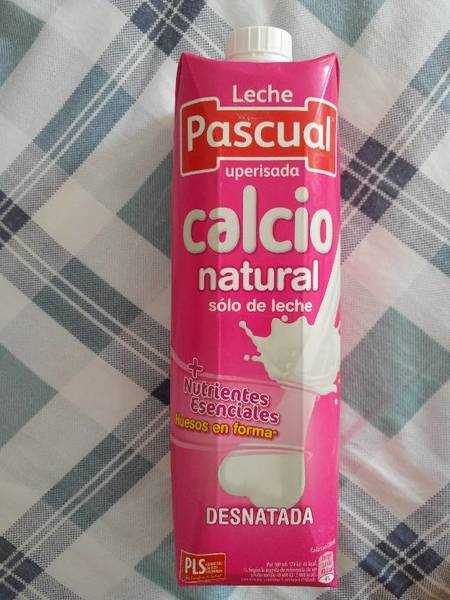 Leche
Pascual
uperisada
calcio
natural
sólo de leche
+
Nutrientes
Esenciales
Huesos en forma*
DESNATADA
PLS